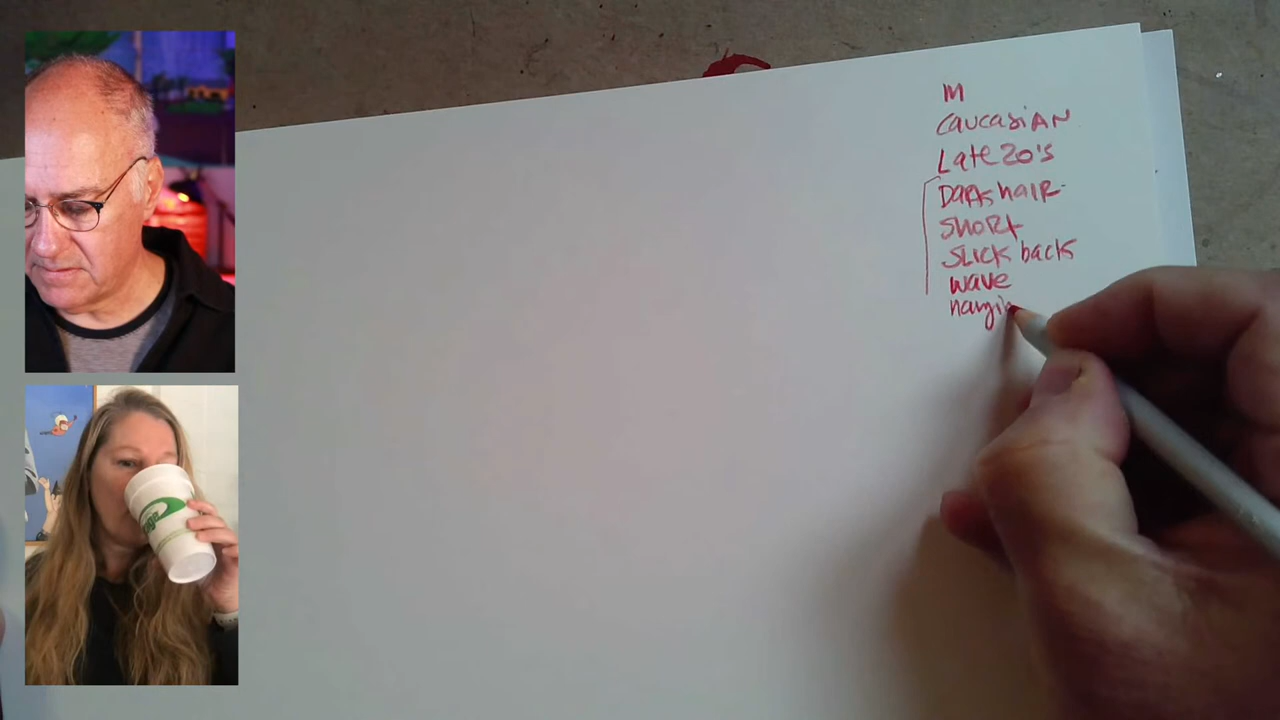 M
CAUCASIAN
Late 20's
DARK hair
SHORT
SLICK back
wave